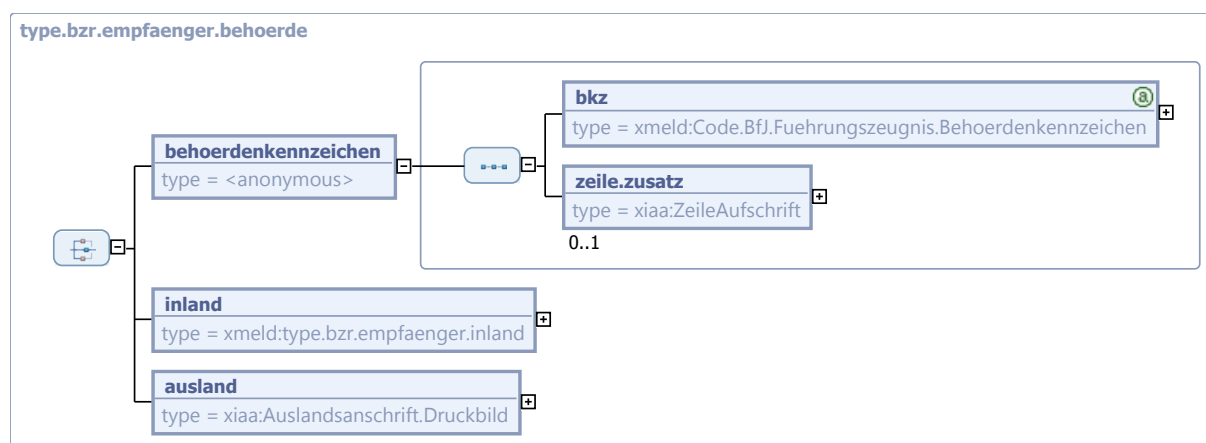 type.bzr.empfaenger.behoerde
bkz
type = xmeld:Code.BfJ.Fuehrungszeugnis.Behoerdenkennzeichen
behoerdenkennzeichen
type = <anonymous>
zeile.zusatz
type = xiaa:ZeileAufschrift
0..1
inland
type = xmeld:type.bzr.empfaenger.inland
ausland
type = xiaa:Auslandsanschrift.Druckbild